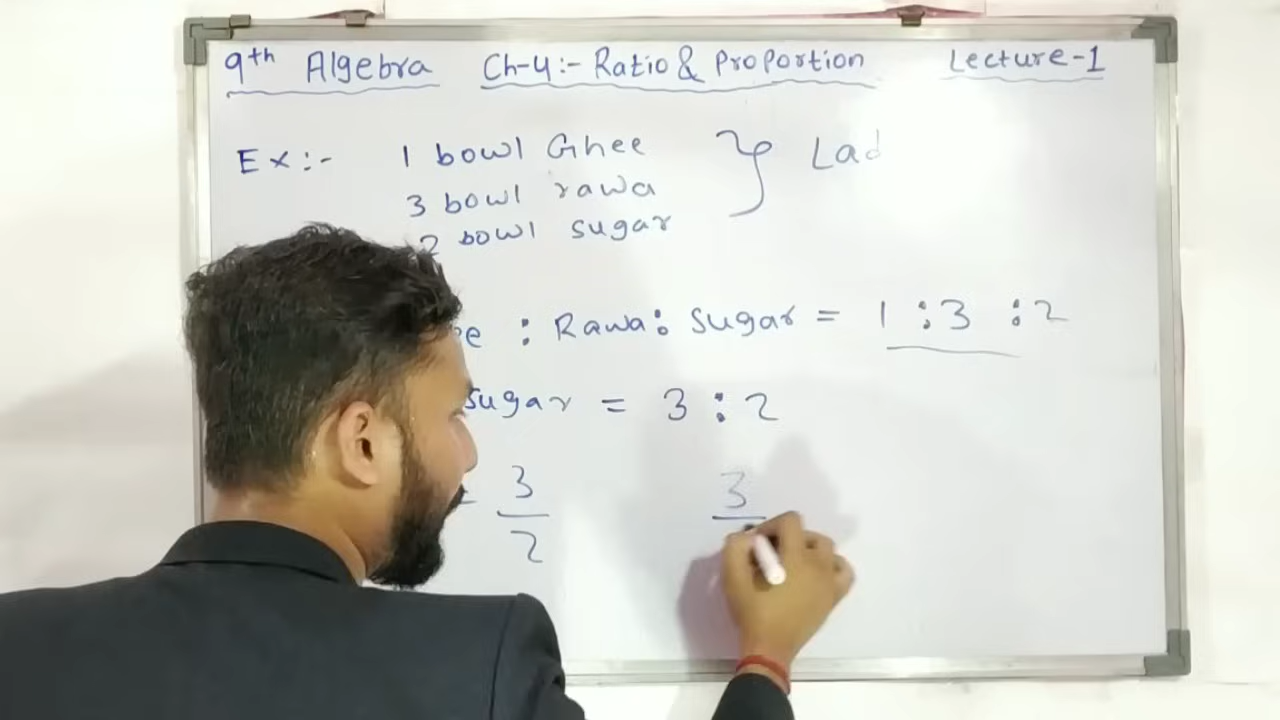 9th Algebra Ch-4:- Ratio & Proportion Lecture-1
Ex:- 1 bowl Ghee } Lad
3 bowl rawa
2 bowl sugar
: Rawa: Sugar = 1 : 3 : 2
sugar = 3 : 2
3/2 3